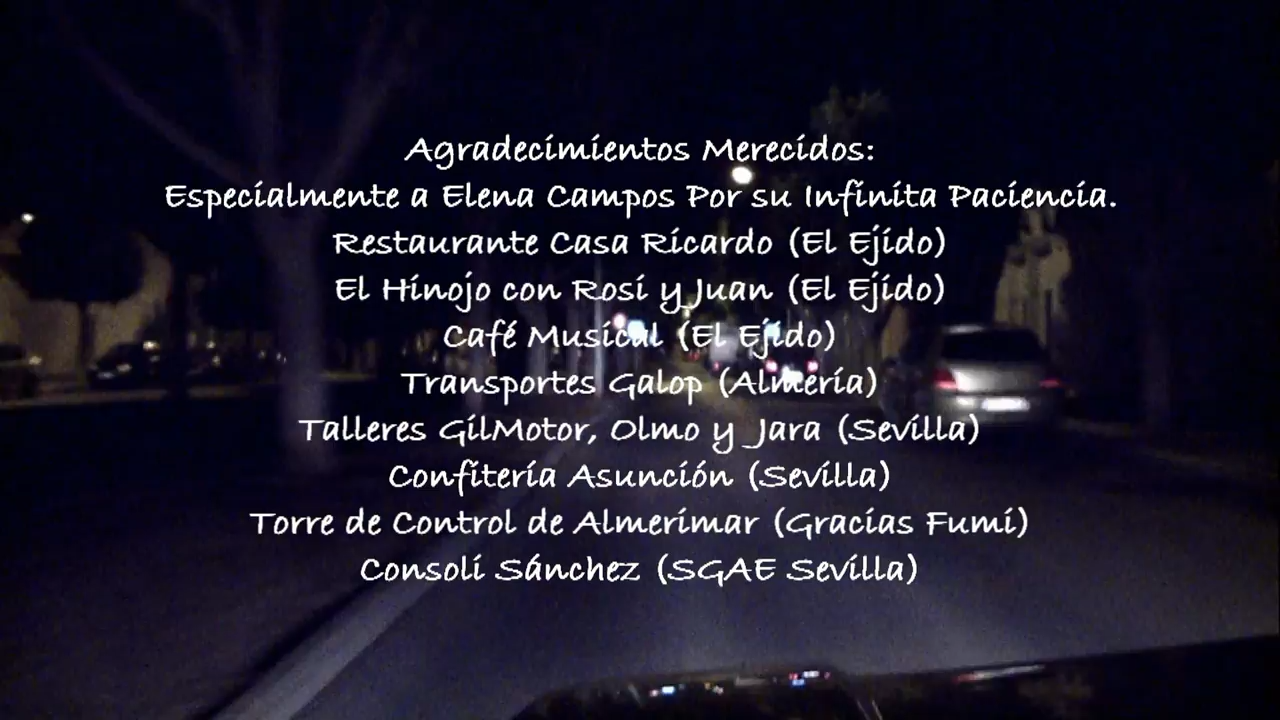 Agradecimientos Merecidos:
Especialmente a Elena Campos Por su Infinita Paciencia.
Restaurante Casa Ricardo (El Ejido)
El Hinojo con Rosi y Juan (El Ejido)
Café Musical (El Ejido)
Transportes Galop (Almería)
Talleres GilMotor, Olmo y Jara (Sevilla)
Confitería Asunción (Sevilla)
Torre de Control de Almerimar (Gracias Fumi)
Consoli Sánchez (SGAE Sevilla)